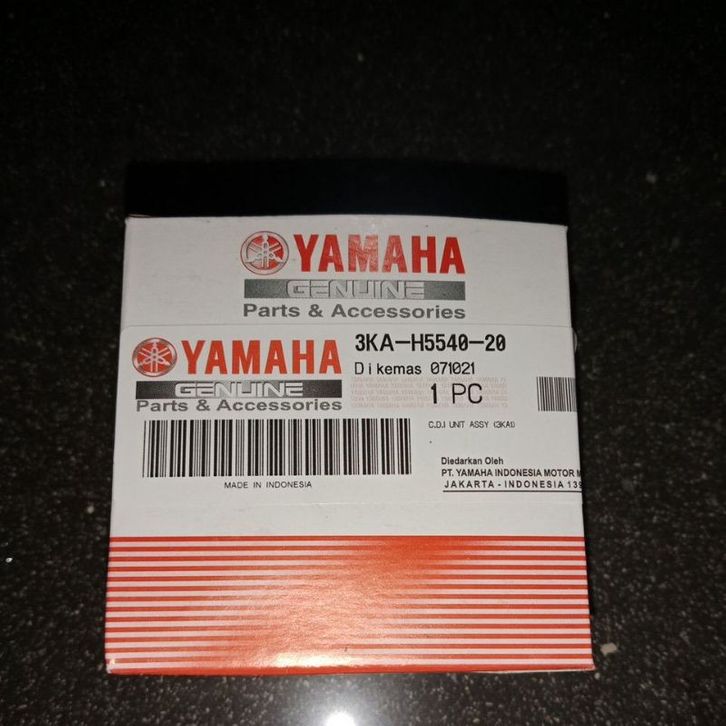 YAMAHA
GENUINE
Parts & Accessories
YAMAHA
GENUINE
Parts & Accessories
MADE IN INDONESIA
3KA-H5540-20
Dikemas 071021
1 PC
C.D.I UNIT ASSY (3KA)
Diedarkan Oleh
PT. YAMAHA INDONESIA MOTOR M
JAKARTA - INDONESIA 139